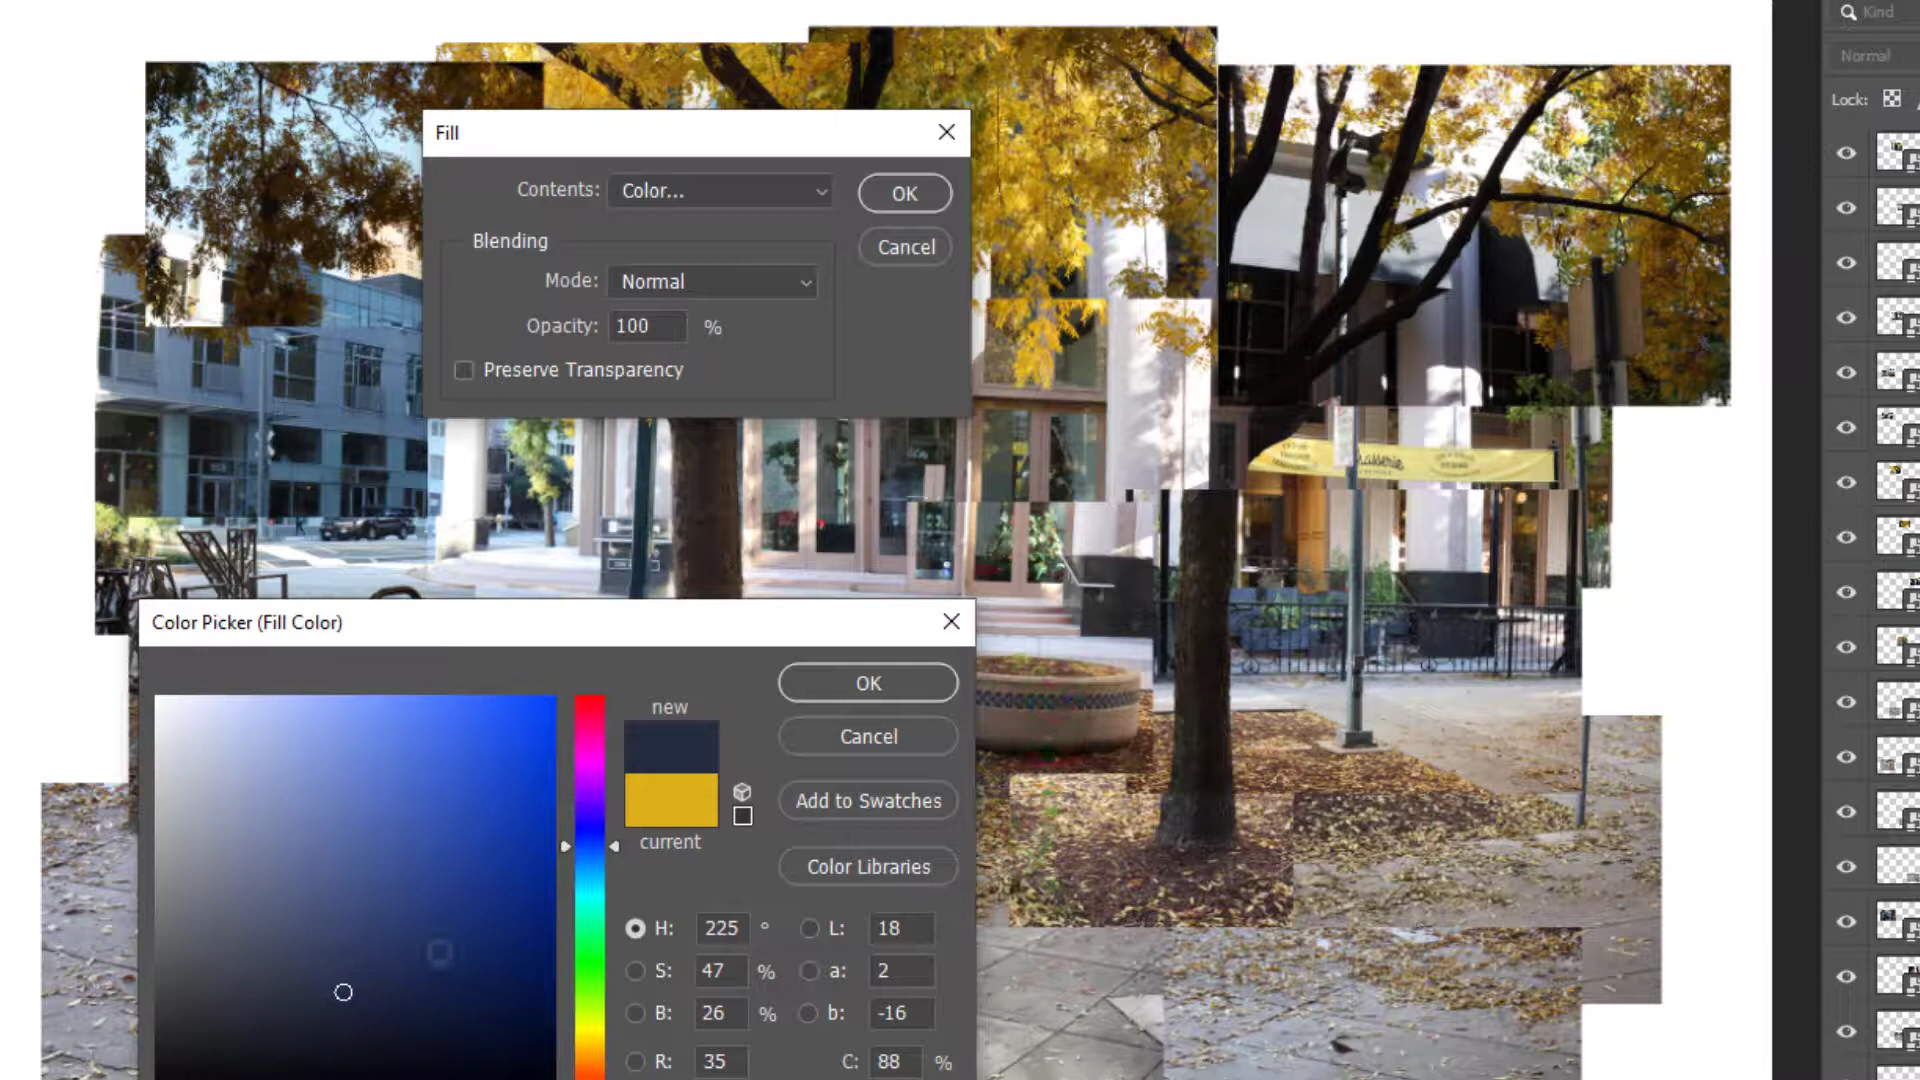 Kind
Normal
Lock:
Fill
Contents: Color...
OK
Blending
Cancel
Mode: Normal
Opacity: 100 %
Preserve Transparency
Color Picker (Fill Color)
OK
new
Cancel
Add to Swatches
current
Color Libraries
H: 225 ° L: 18
S: 47 % a: 2
B: 26 % b: -16
R: 35 C: 88 %